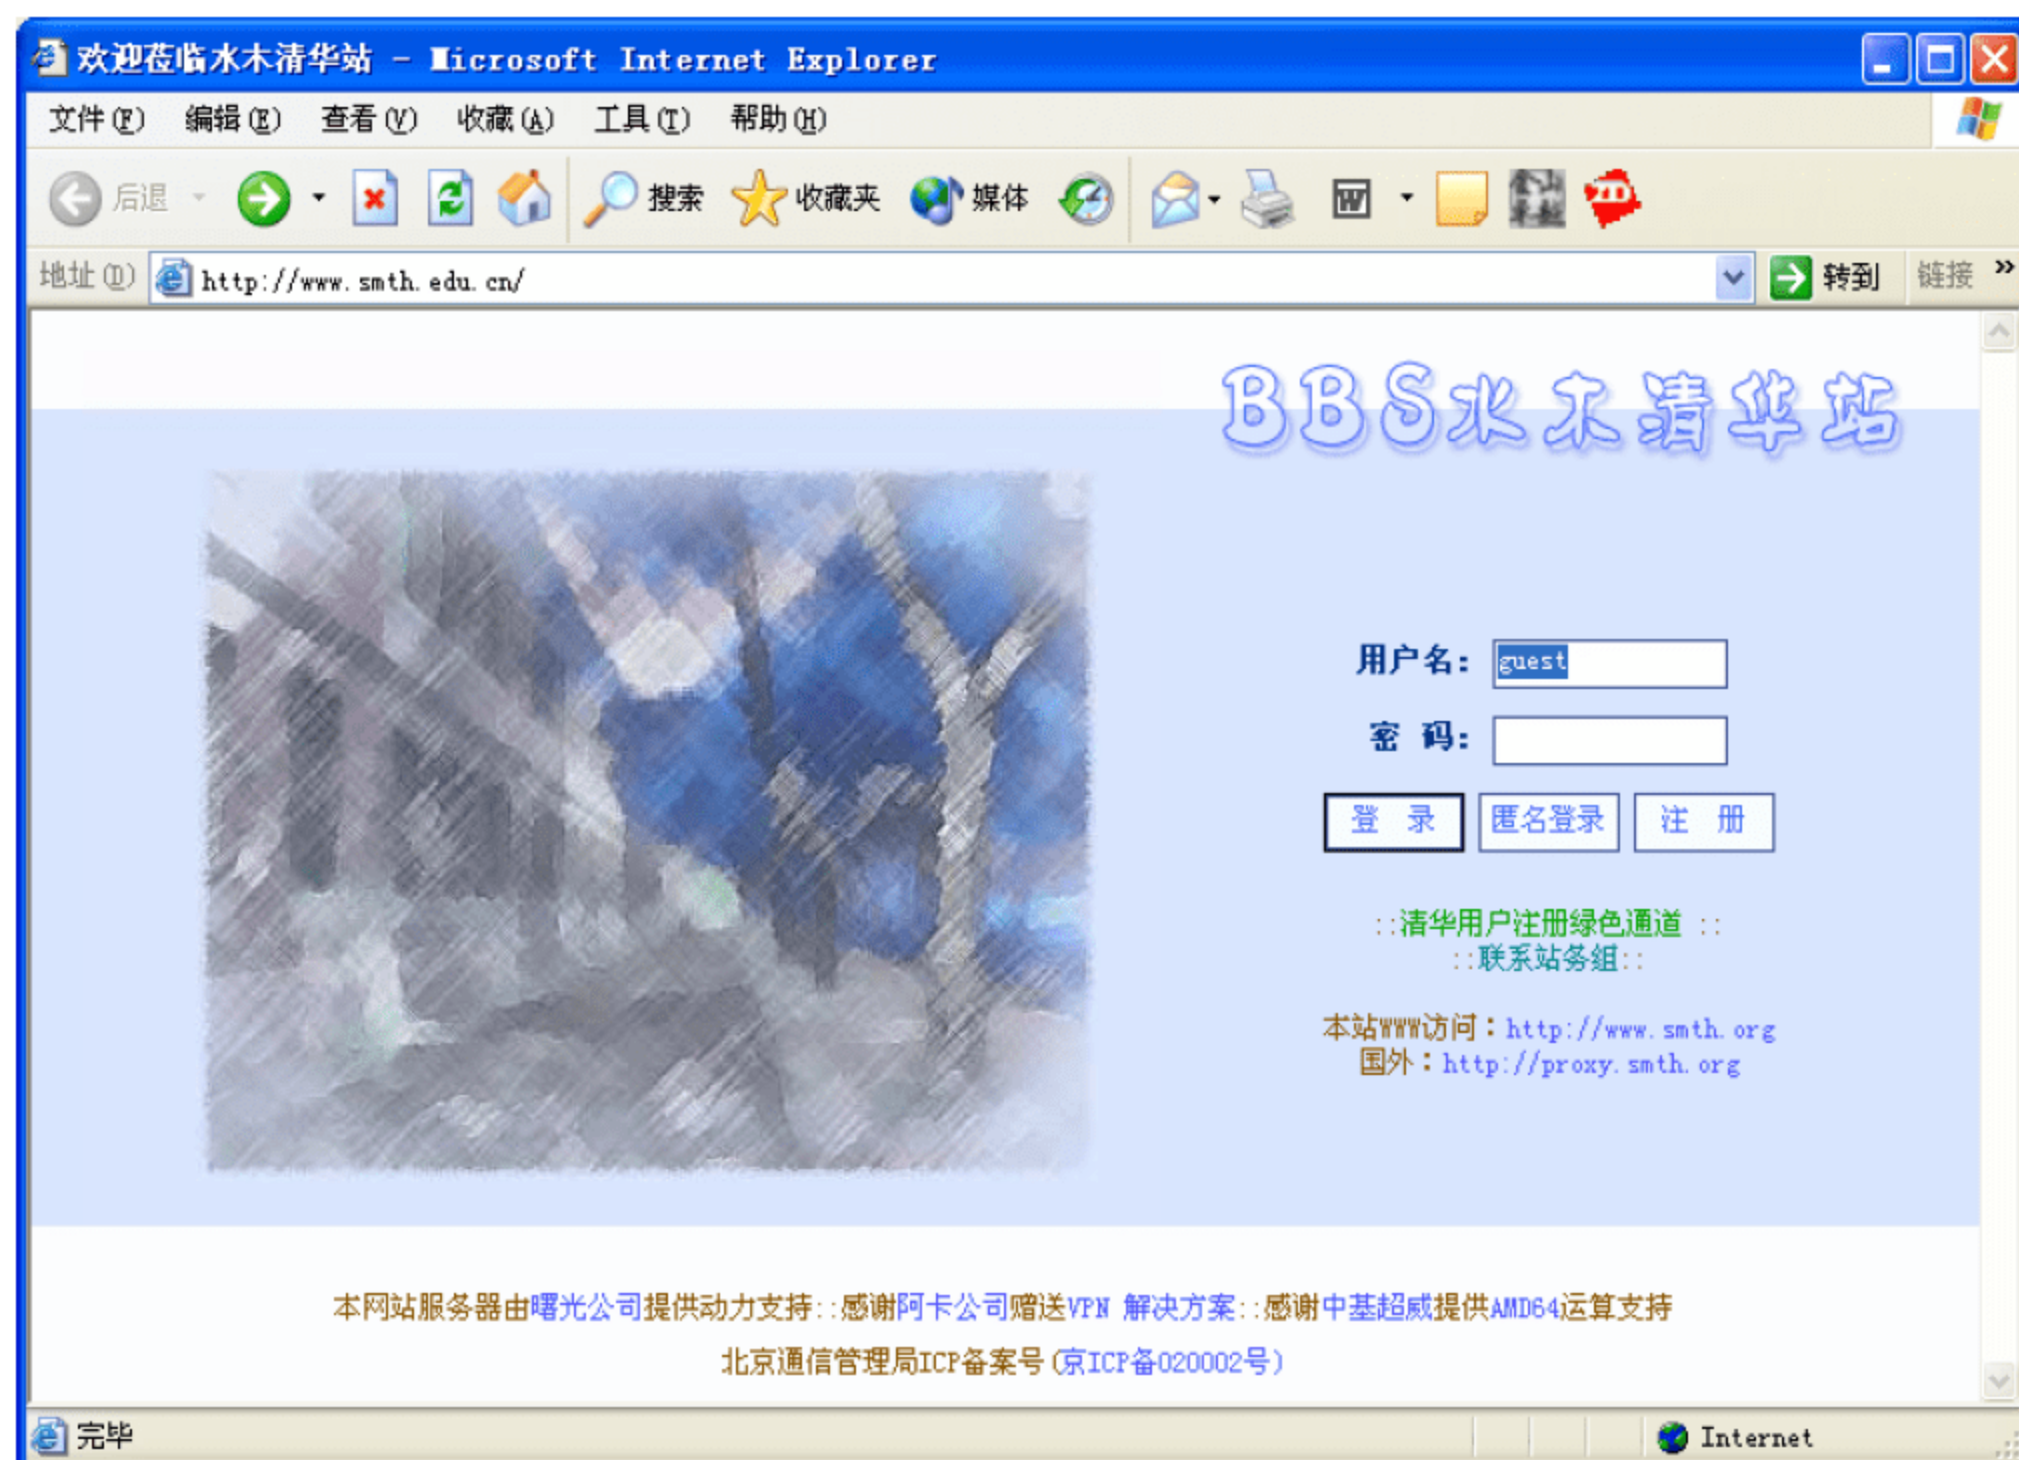 欢迎莅临水木清华站 - Microsoft Internet Explorer
文件(F) 编辑(E) 查看(V) 收藏(A) 工具(T) 帮助(H)
后退 搜索 收藏夹 媒体
地址(D) http://www.smth.edu.cn/ 转到 链接 »
BBS水木清华站
用户名: guest
密 码:
登 录 匿名登录 注 册
::清华用户注册绿色通道 ::
::联系站务组::
本站WWW访问：http://www.smth.org
国外：http://proxy.smth.org
本网站服务器由曙光公司提供动力支持::感谢阿卡公司赠送VPN 解决方案::感谢中基超威提供AMD64运算支持
北京通信管理局ICP备案号(京ICP备020002号)
完毕 Internet